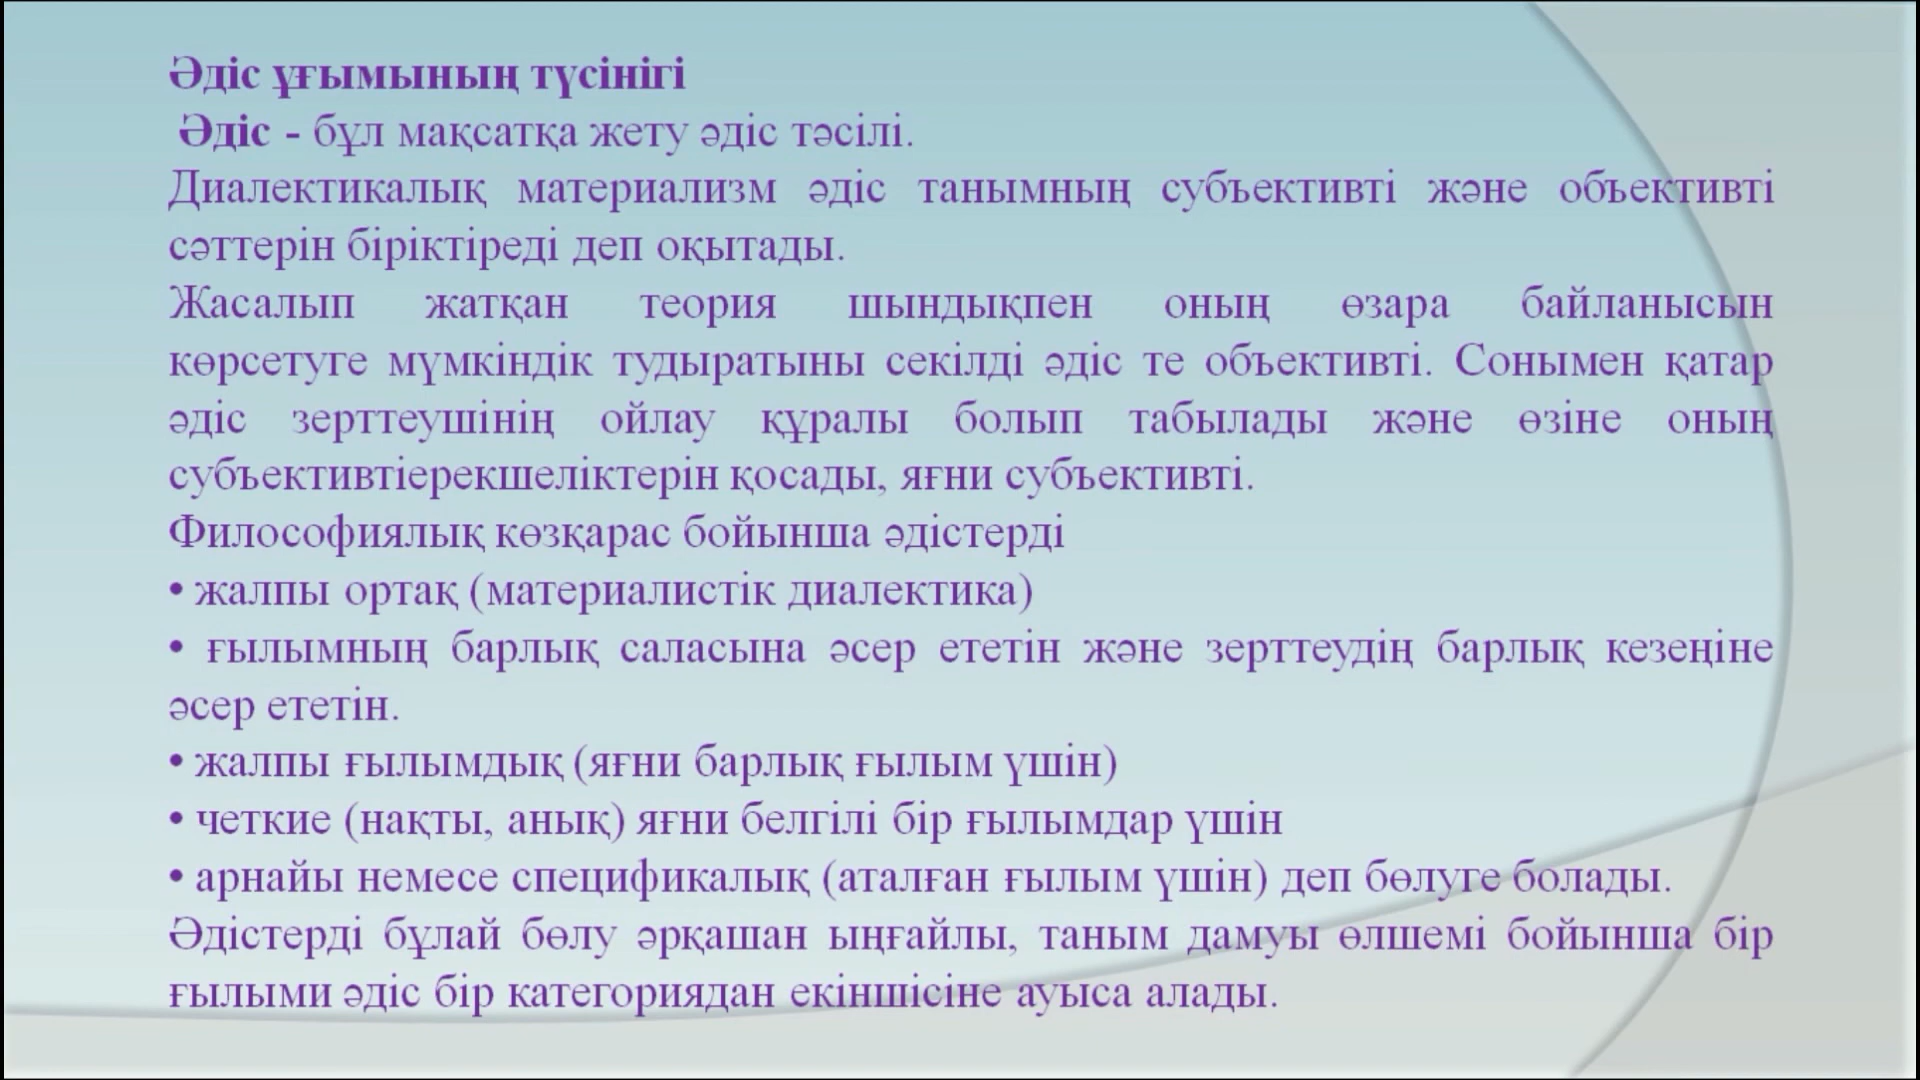 Әдіс ұғымының түсінігі
Әдіс - бұл мақсатқа жету әдіс тәсілі.
Диалектикалық материализм әдіс танымның субъективті және объективті
сәттерін біріктіреді деп оқытады.
Жасалып жатқан теория шындықпен оның өзара байланысын
көрсетуге мүмкіндік тудыратыны секілді әдіс те объективті. Сонымен қатар
әдіс зерттеушінің ойлау құралы болып табылады және өзіне оның
субъективтіерекшеліктерін қосады, яғни субъективті.
Философиялық көзқарас бойынша әдістерді
• жалпы ортақ (материалистік диалектика)
• ғылымның барлық саласына әсер ететін және зерттеудің барлық кезеңіне
әсер ететін.
• жалпы ғылымдық (яғни барлық ғылым үшін)
• четкие (нақты, анық) яғни белгілі бір ғылымдар үшін
• арнайы немесе спецификалық (аталған ғылым үшін) деп бөлуге болады.
Әдістерді бұлай бөлу әрқашан ыңғайлы, таным дамуы өлшемі бойынша бір
ғылыми әдіс бір категориядан екіншісіне ауыса алады.